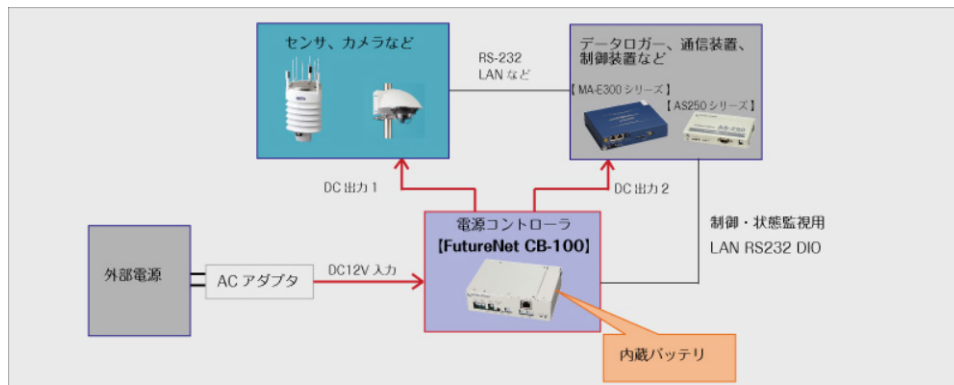 センサ、カメラなど
RS-232
LAN など
データロガー、通信装置、
制御装置など
【 MA-E300 シリーズ 】
【 AS250 シリーズ 】
DC 出力 1
DC 出力 2
電源コントローラ
【FutureNet CB-100】
制御・状態監視用
LAN RS232 DIO
外部電源
AC アダプタ
DC12V 入力
内蔵バッテリ